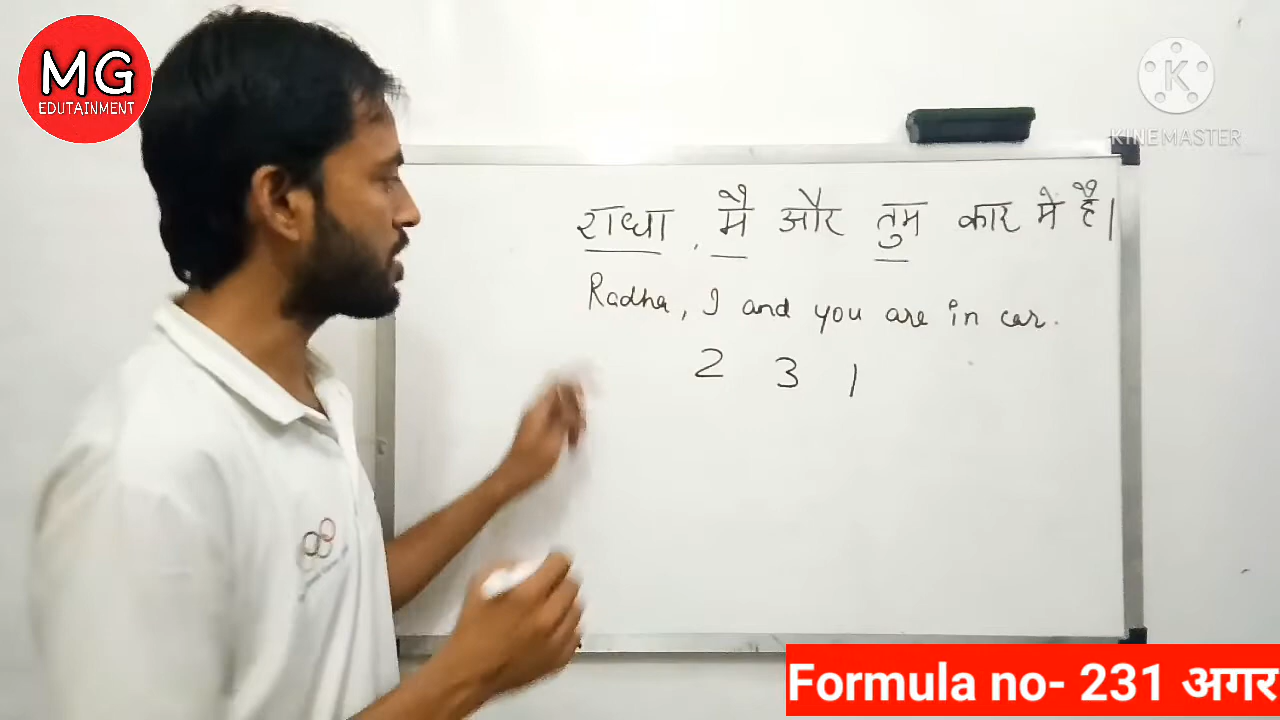 MG
EDUTAINMENT
K
KINEMASTER
राधा, मैं और तुम कार में हैं।
Radha, I and you are in car.
2 3 1
Formula no- 231 अगर